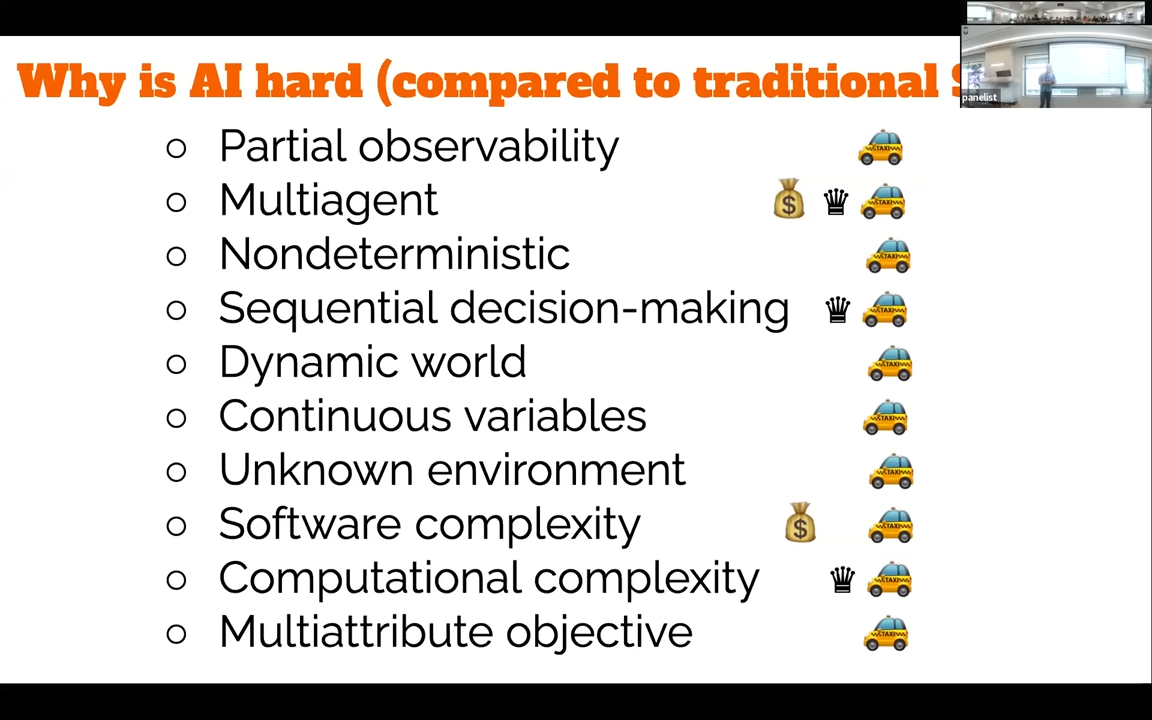 Why is AI hard (compared to traditional
Partial observability
Multiagent
Nondeterministic
Sequential decision-making
Dynamic world
Continuous variables
Unknown environment
Software complexity
Computational complexity
Multiattribute objective
panelist